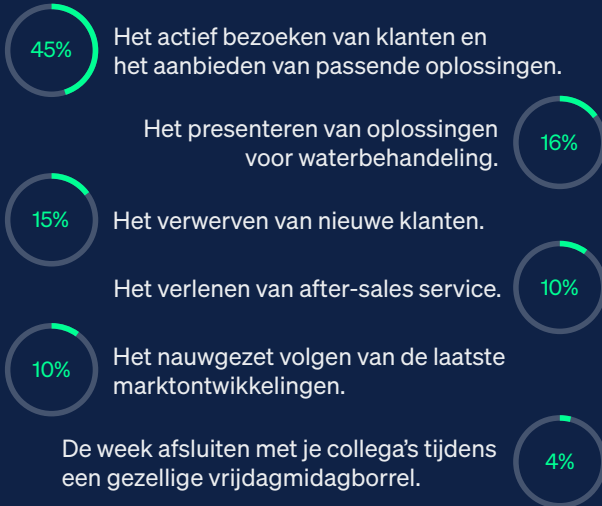 45%
Het actief bezoeken van klanten en
het aanbieden van passende oplossingen.
Het presenteren van oplossingen
voor waterbehandeling.
16%
15%
Het verwerven van nieuwe klanten.
Het verlenen van after-sales service.
10%
10%
Het nauwgezet volgen van de laatste
marktontwikkelingen.
De week afsluiten met je collega’s tijdens
een gezellige vrijdagmidagborrel.
4%